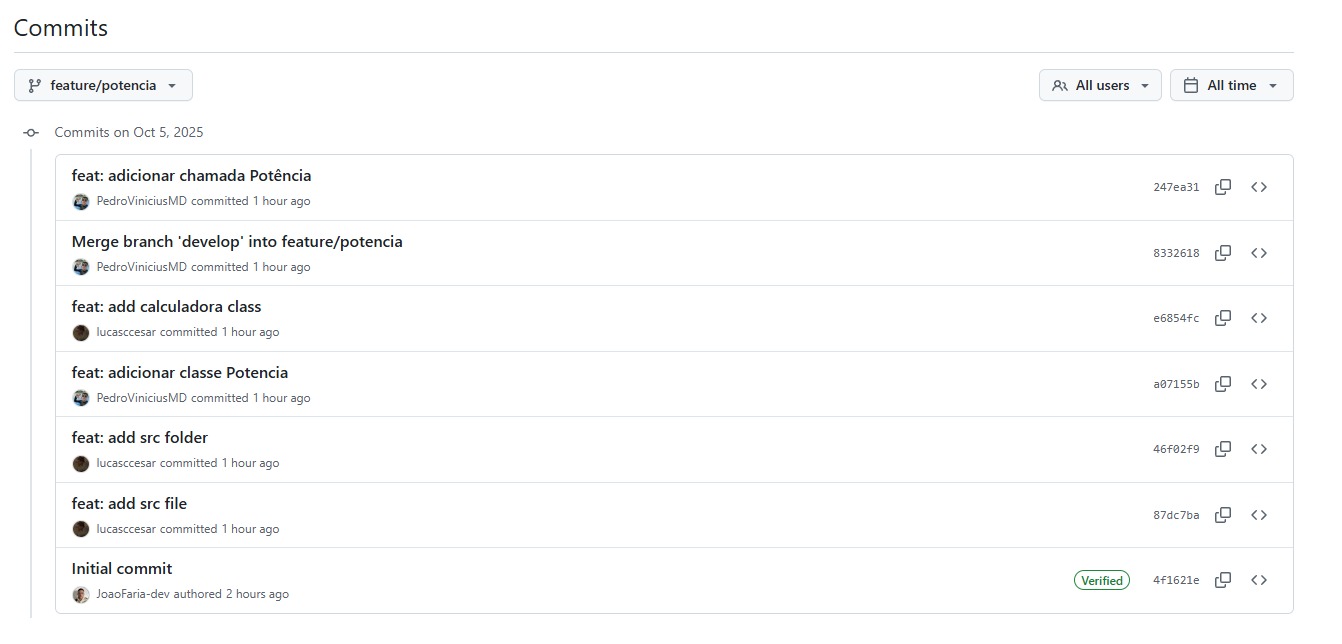 Commits
feature/potencia
All users
All time
Commits on Oct 5, 2025
feat: adicionar chamada Potência
PedroViniciusMD committed 1 hour ago
247ea31
Merge branch 'develop' into feature/potencia
PedroViniciusMD committed 1 hour ago
8332618
feat: add calculadora class
lucasccesar committed 1 hour ago
e6854fc
feat: adicionar classe Potencia
PedroViniciusMD committed 1 hour ago
a07155b
feat: add src folder
lucasccesar committed 1 hour ago
46f02f9
feat: add src file
lucasccesar committed 1 hour ago
87dc7ba
Initial commit
JoaoFaria-dev authored 2 hours ago
Verified
4f1621e